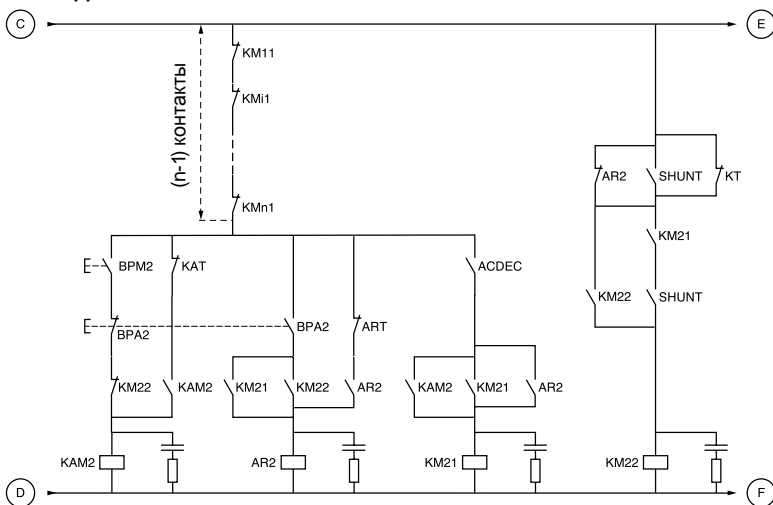 C
E
KM11
KMi1
(n-1) контакты
KMn1
AR2
SHUNT
KT
KM21
BPM2
KAT
ACDEC
KM22
SHUNT
BPA2
BPA2
ART
KM22
KAM2
KM21
KM22
AR2
KAM2
KM21
AR2
KAM2
AR2
KM21
KM22
D
F